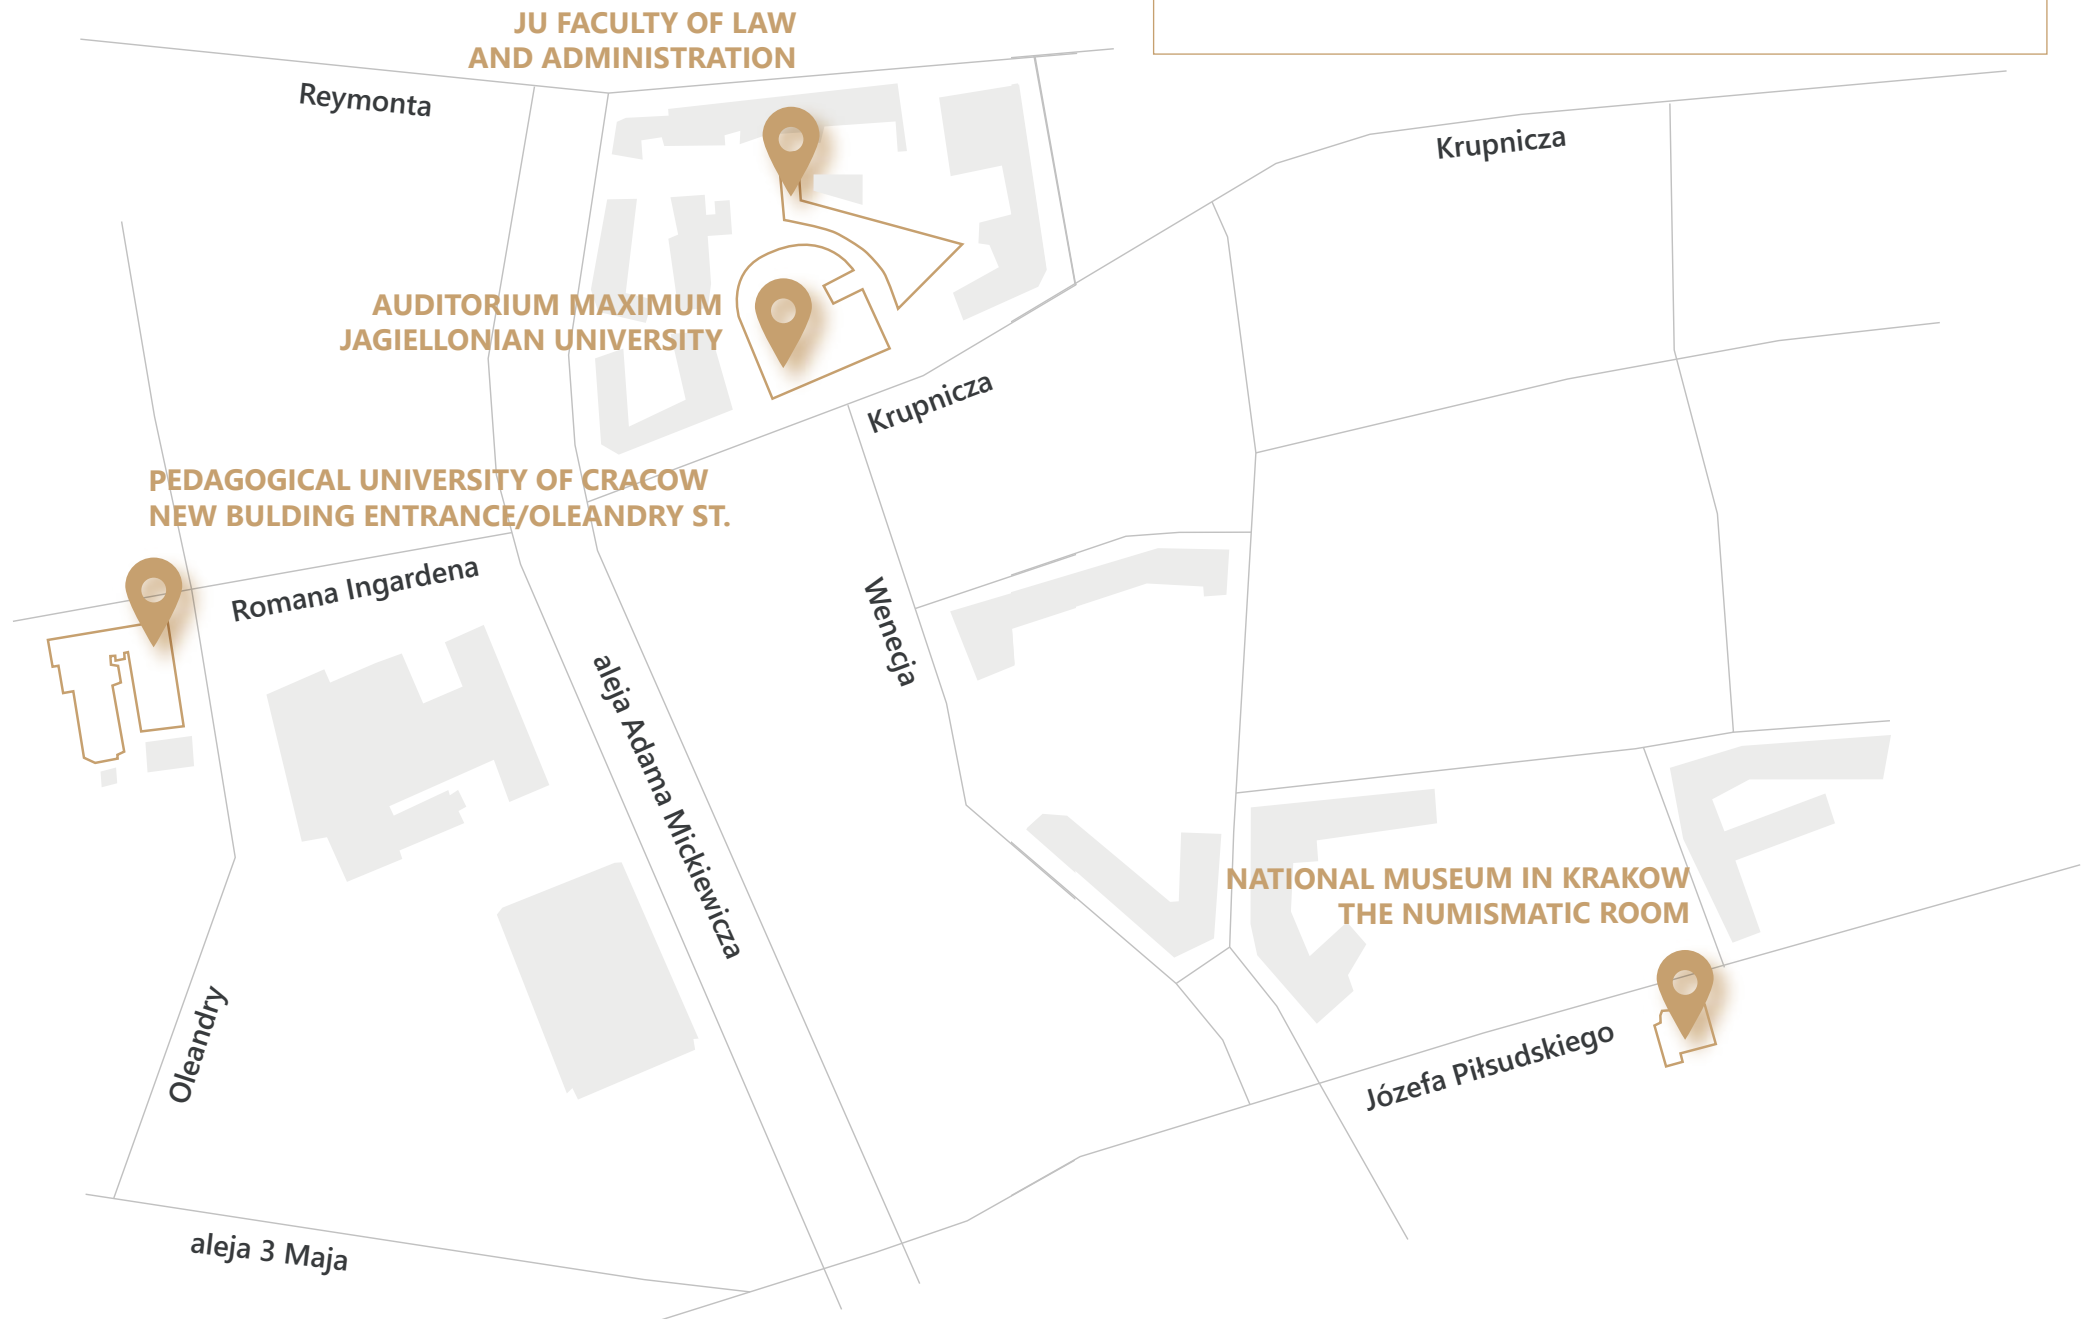 JU FACULTY OF LAW
AND ADMINISTRATION
Reymonta
Krupnicza
AUDITORIUM MAXIMUM
JAGIELLONIAN UNIVERSITY
Krupnicza
PEDAGOGICAL UNIVERSITY OF CRACOW
NEW BULDING ENTRANCE/OLEANDRY ST.
Romana Ingardena
Wenecja
aleja Adama Mickiewicza
NATIONAL MUSEUM IN KRAKOW
THE NUMISMATIC ROOM
Oleandry
Józefa Piłsudskiego
aleja 3 Maja